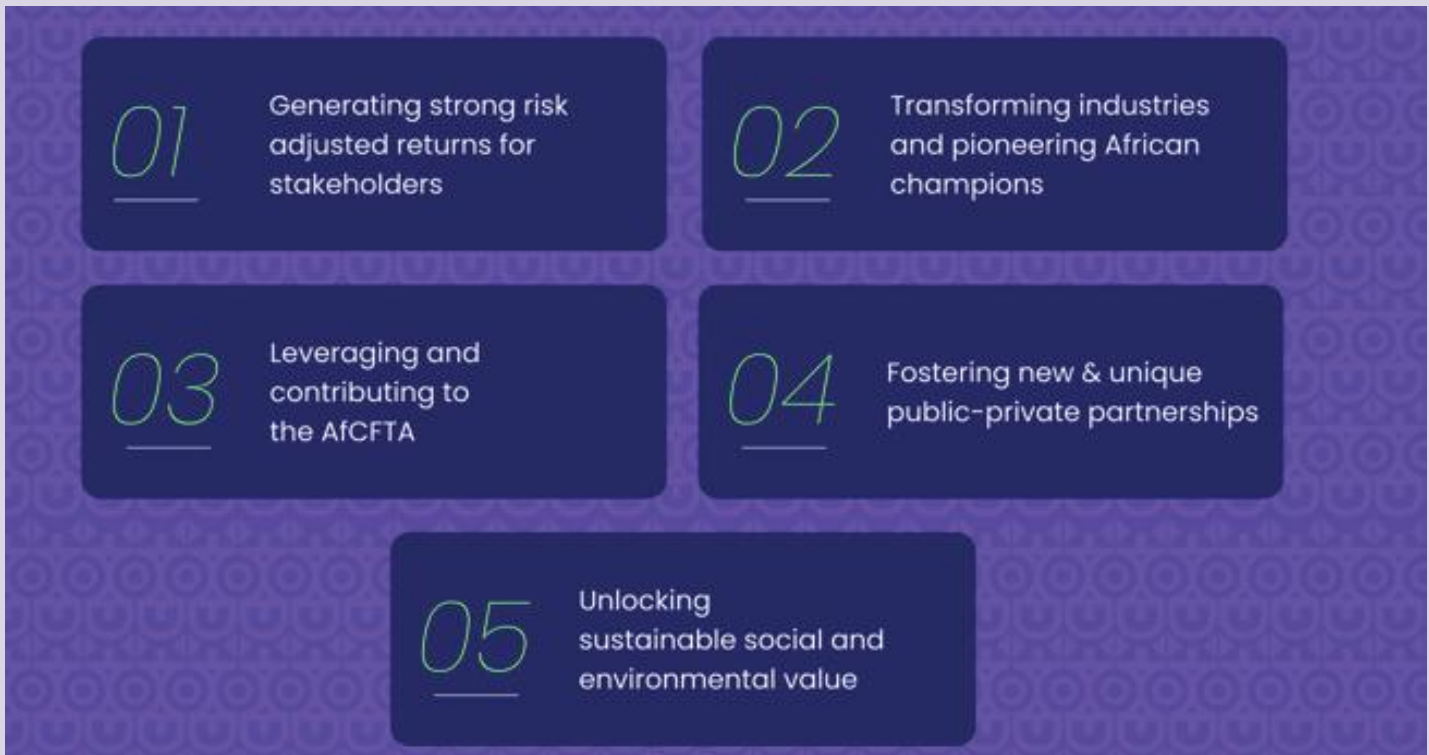 01
Generating strong risk
adjusted returns for
stakeholders
02
Transforming industries
and pioneering African
champions
03
Leveraging and
contributing to
the AfCFTA
04
Fostering new & unique
public-private partnerships
05
Unlocking
sustainable social and
environmental value